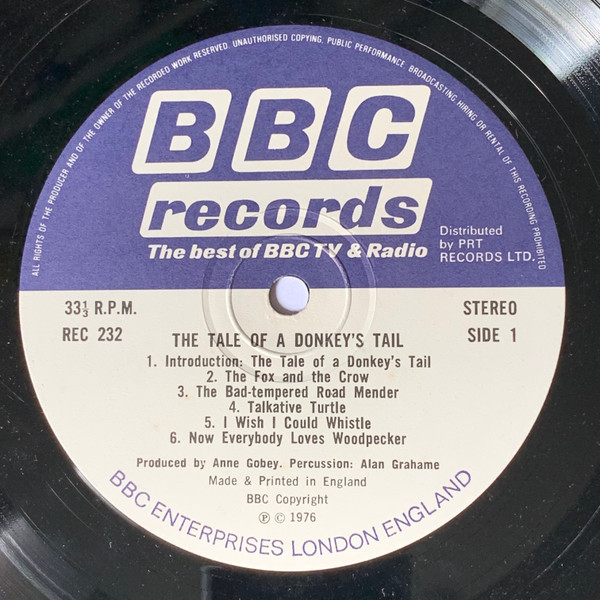 ALL RIGHTS OF THE PRODUCER AND OF THE OWNER OF THE RECORDED WORK RESERVED. UNAUTHORISED COPYING, PUBLIC PERFORMANCE, BROADCASTING HIRING OR RENTAL OF THIS RECORDING PROHIBITED
BBC
records
The best of BBC TV & Radio
Distributed
by PRT
RECORDS LTD.
33⅓ R.P.M.
REC 232
STEREO
SIDE 1
THE TALE OF A DONKEY'S TAIL
1. Introduction: The Tale of a Donkey's Tail
2. The Fox and the Crow
3. The Bad-tempered Road Mender
4. Talkative Turtle
5. I Wish I Could Whistle
6. Now Everybody Loves Woodpecker
Produced by Anne Gobey. Percussion: Alan Grahame
Made & Printed in England
BBC Copyright
℗ © 1976
BBC ENTERPRISES LONDON ENGLAND